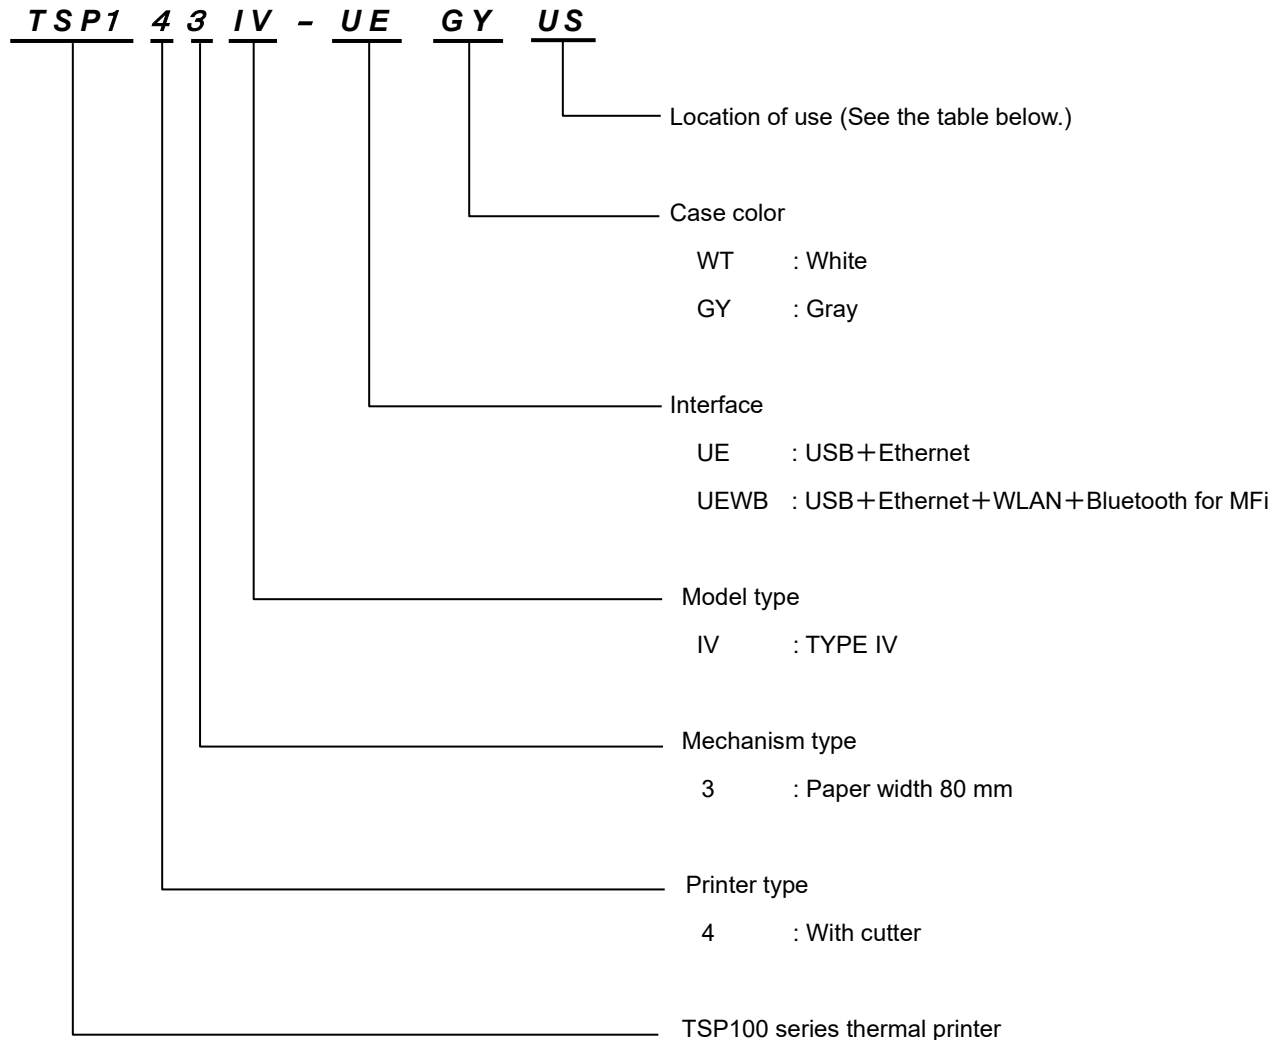 TSP1 4 3 IV - UE GY US
Location of use (See the table below.)
Case color
WT : White
GY : Gray
Interface
UE : USB＋Ethernet
UEWB : USB＋Ethernet＋WLAN＋Bluetooth for MFi
Model type
IV : TYPE IV
Mechanism type
3 : Paper width 80 mm
Printer type
4 : With cutter
TSP100 series thermal printer